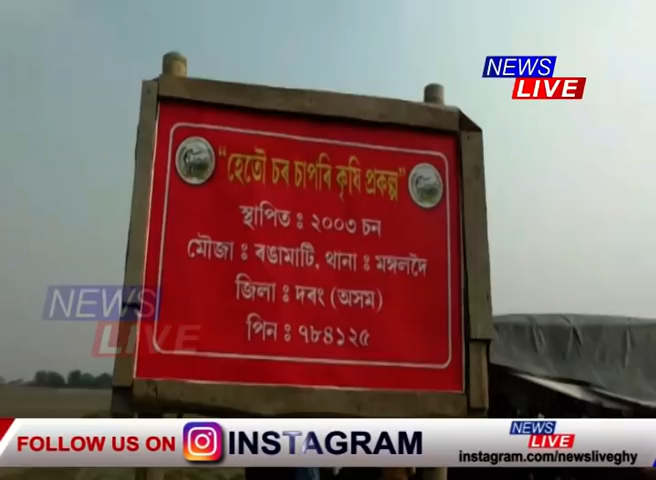 NEWS
LIVE
“হেতৌ চৰ চাপৰি কৃষি প্ৰকল্প”
স্থাপিত : ২০০৩ চন
মৌজা : ৰঙামাটি, থানা : মঙ্গলদৈ
জিলা : দৰং (অসম)
পিন : ৭৮৪১২৫
NEWS
LIVE
FOLLOW US ON INSTAGRAM
NEWS
LIVE
instagram.com/newsliveghy